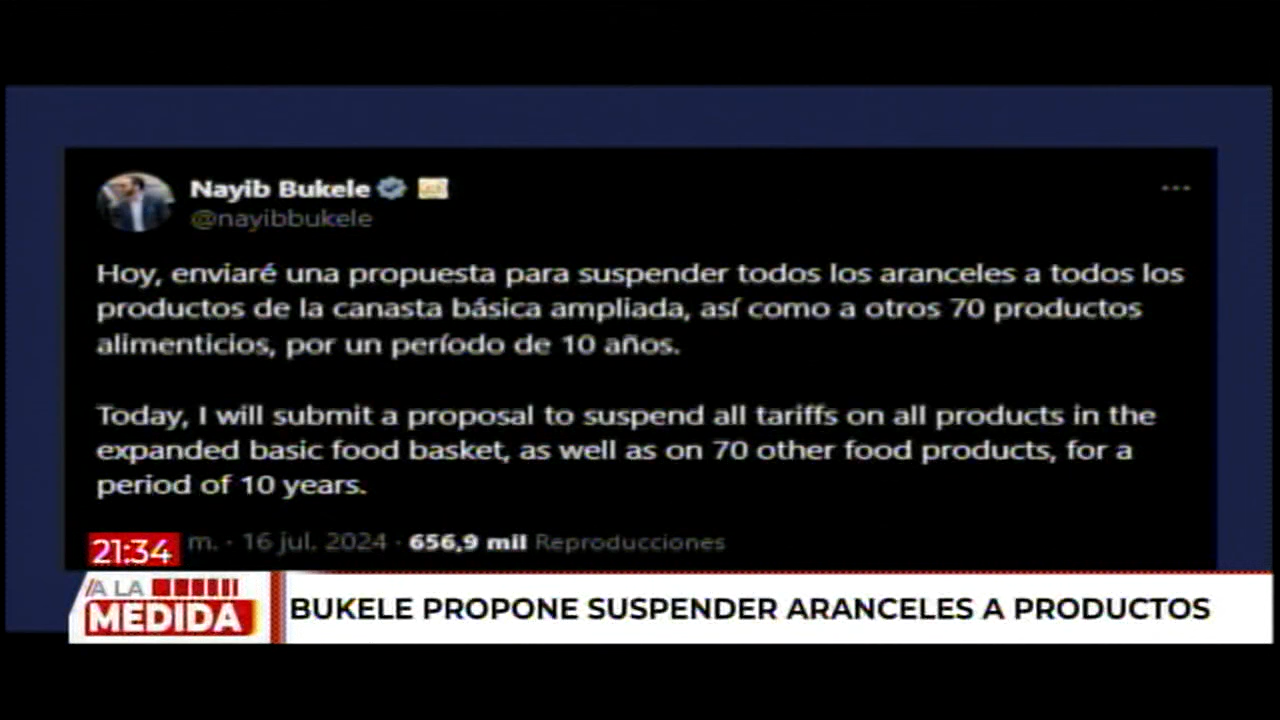 Nayib Bukele
@nayibbukele
Hoy, enviaré una propuesta para suspender todos los aranceles a todos los
productos de la canasta básica ampliada, así como a otros 70 productos
alimenticios, por un período de 10 años.
Today, I will submit a proposal to suspend all tariffs on all products in the
expanded basic food basket, as well as on 70 other food products, for a
period of 10 years.
21:34 m. · 16 jul. 2024 · 656,9 mil Reproducciones
A LA
MEDIDA
BUKELE PROPONE SUSPENDER ARANCELES A PRODUCTOS